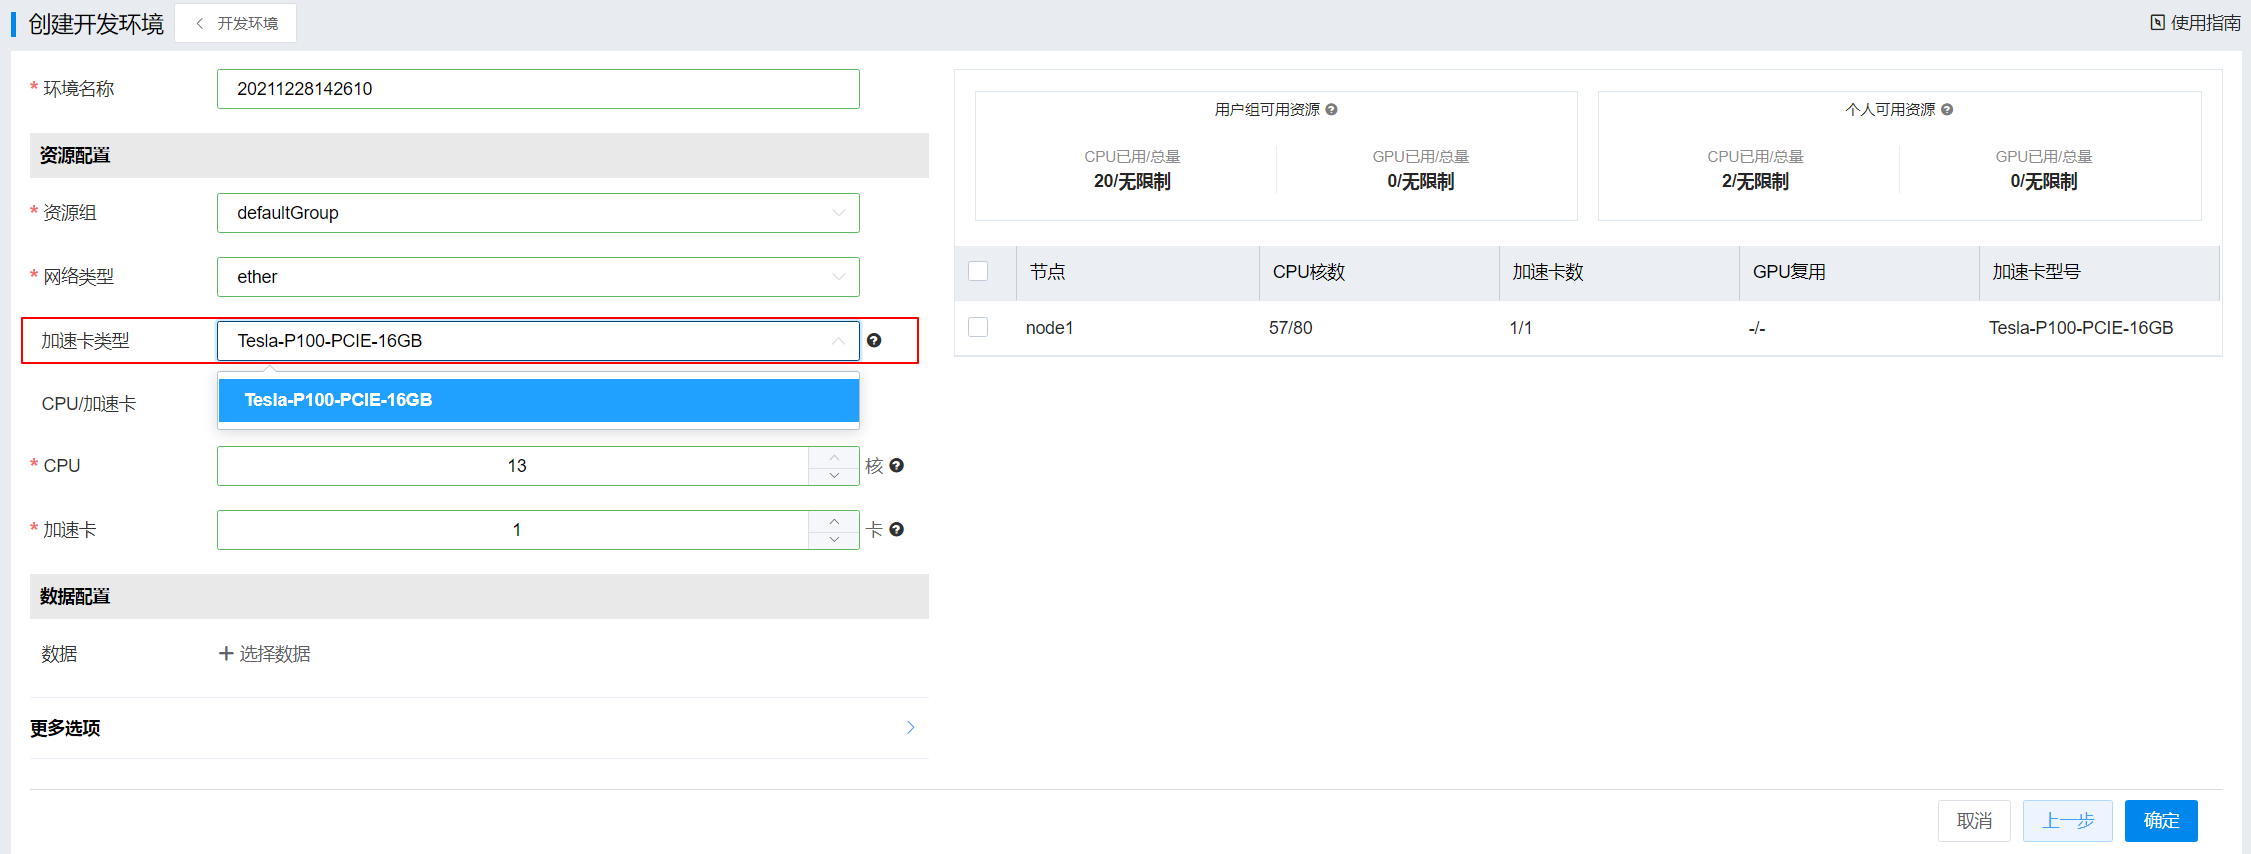 创建开发环境
开发环境
使用指南
* 环境名称
20211228142610
资源配置
* 资源组
defaultGroup
* 网络类型
ether
加速卡类型
Tesla-P100-PCIE-16GB
Tesla-P100-PCIE-16GB
CPU/加速卡
* CPU
13
核
* 加速卡
1
卡
数据配置
数据
+ 选择数据
更多选项
用户组可用资源
CPU已用/总量
20/无限制
GPU已用/总量
0/无限制
个人可用资源
CPU已用/总量
2/无限制
GPU已用/总量
0/无限制
节点 CPU核数 加速卡数 GPU复用 加速卡型号
node1 57/80 1/1 -/- Tesla-P100-PCIE-16GB
取消
上一步
确定